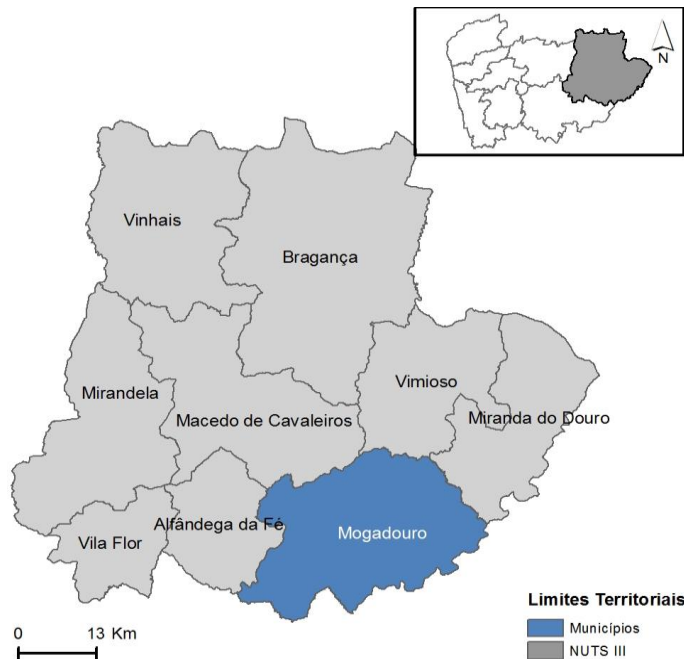 N
Vinhais
Bragança
Mirandela
Vimioso
Macedo de Cavaleiros
Miranda do Douro
Alfândega da Fé
Vila Flor
Mogadouro
0 13 Km
Limites Territoriais
Municípios
NUTS III